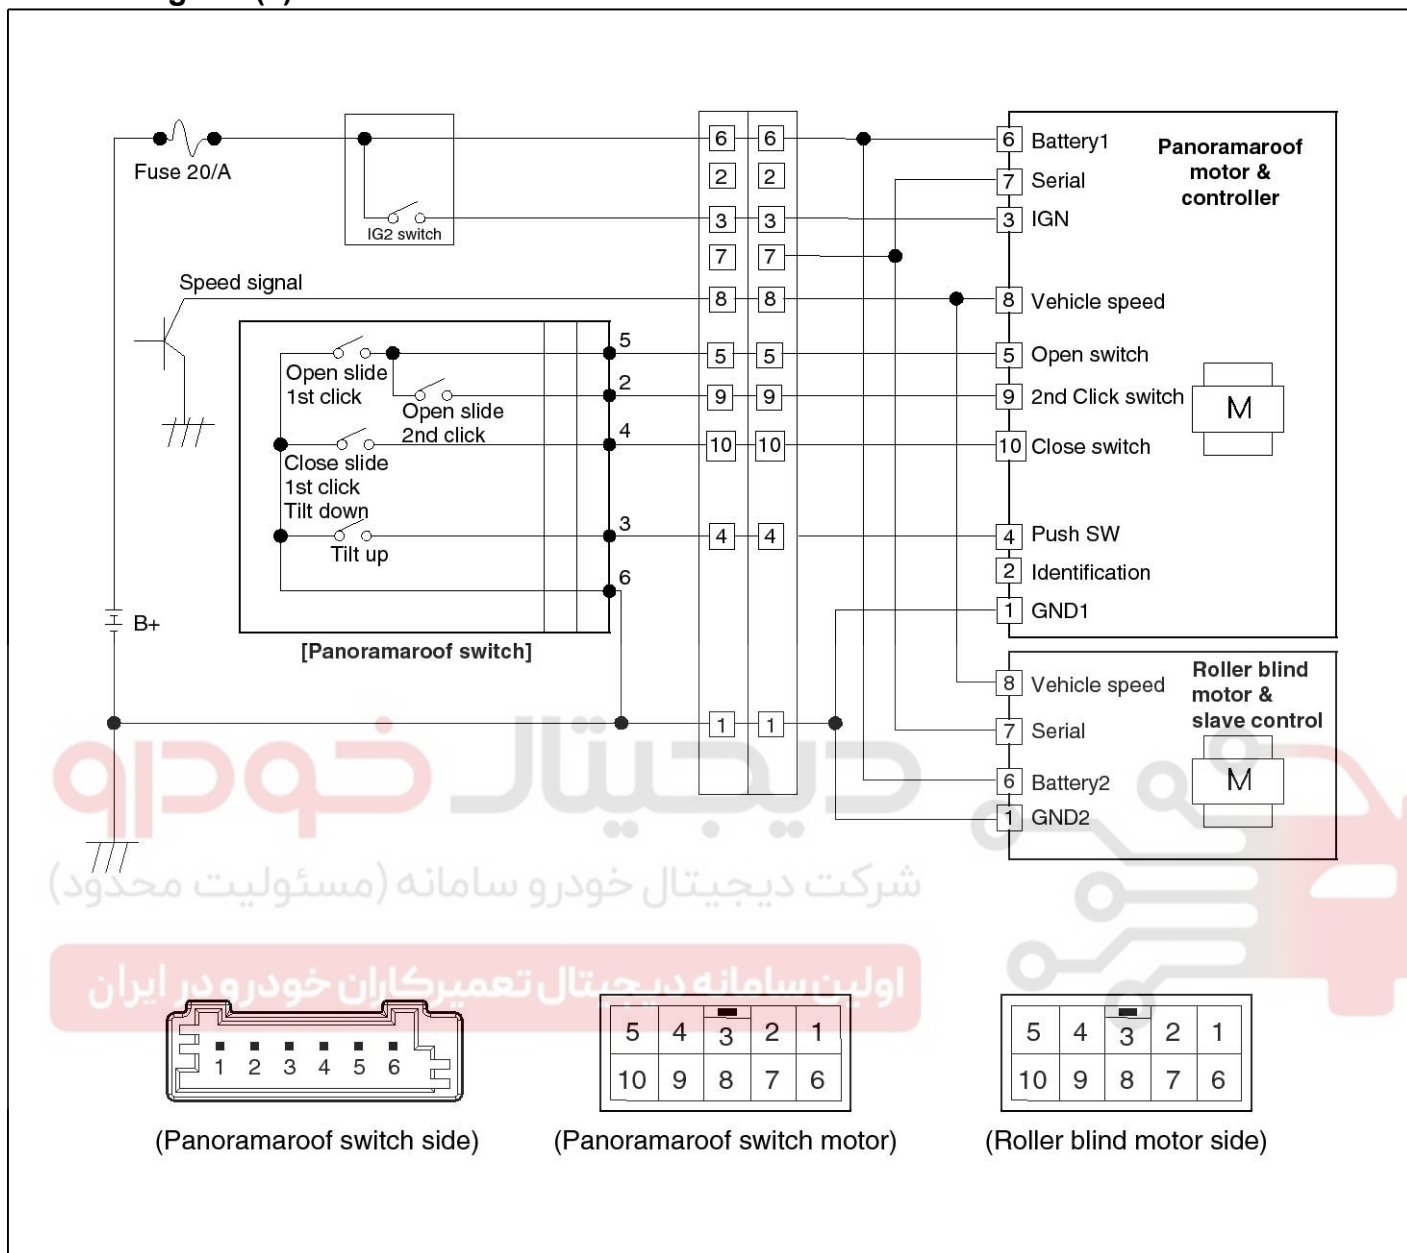 Fuse 20/A
IG2 switch
Speed signal
Open slide
1st click
Open slide
2nd click
Close slide
1st click
Tilt down
Tilt up
5
2
4
3
6
[Panoramaroof switch]
B+
6 6
2 2
3 3
7 7
8 8
5 5
9 9
10 10
4 4
1 1
Panoramaroof
motor &
controller
6 Battery1
7 Serial
3 IGN
8 Vehicle speed
5 Open switch
9 2nd Click switch
10 Close switch
4 Push SW
2 Identification
1 GND1
M
Roller blind
motor &
slave control
8 Vehicle speed
7 Serial
6 Battery2
1 GND2
M
دیجیتال خودرو
شرکت دیجیتال خودرو سامانه (مسئولیت محدود)
اولین سامانه دیجیتال تعمیرکاران خودرو در ایران
1 2 3 4 5 6
(Panoramaroof switch side)
5 4 3 2 1
10 9 8 7 6
(Panoramaroof switch motor)
5 4 3 2 1
10 9 8 7 6
(Roller blind motor side)